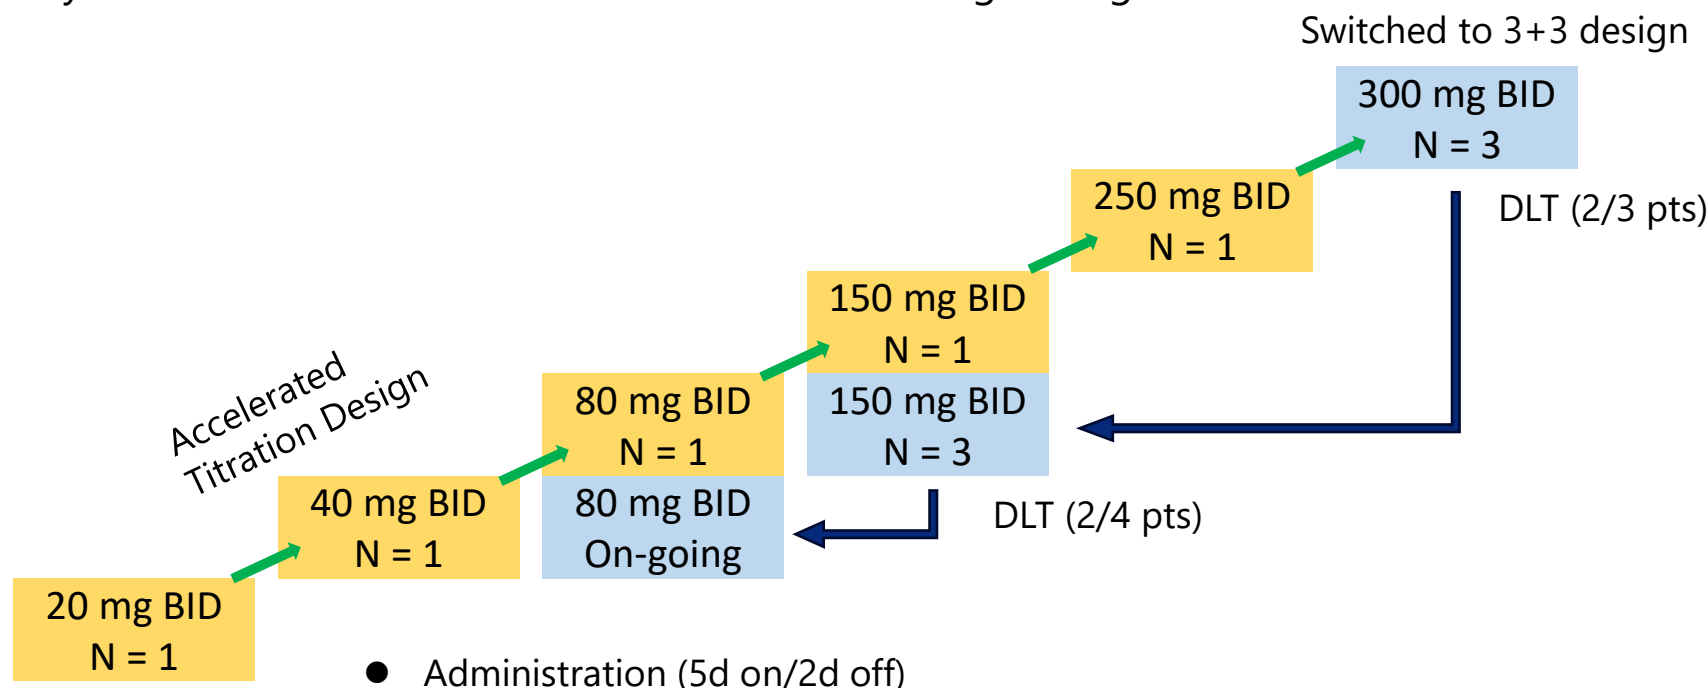 Switched to 3+3 design
300 mg BID
N = 3
DLT (2/3 pts)
250 mg BID
N = 1
150 mg BID
N = 1
150 mg BID
N = 3
DLT (2/4 pts)
Accelerated
Titration Design
80 mg BID
N = 1
80 mg BID
On-going
40 mg BID
N = 1
20 mg BID
N = 1
● Administration (5d on/2d off)